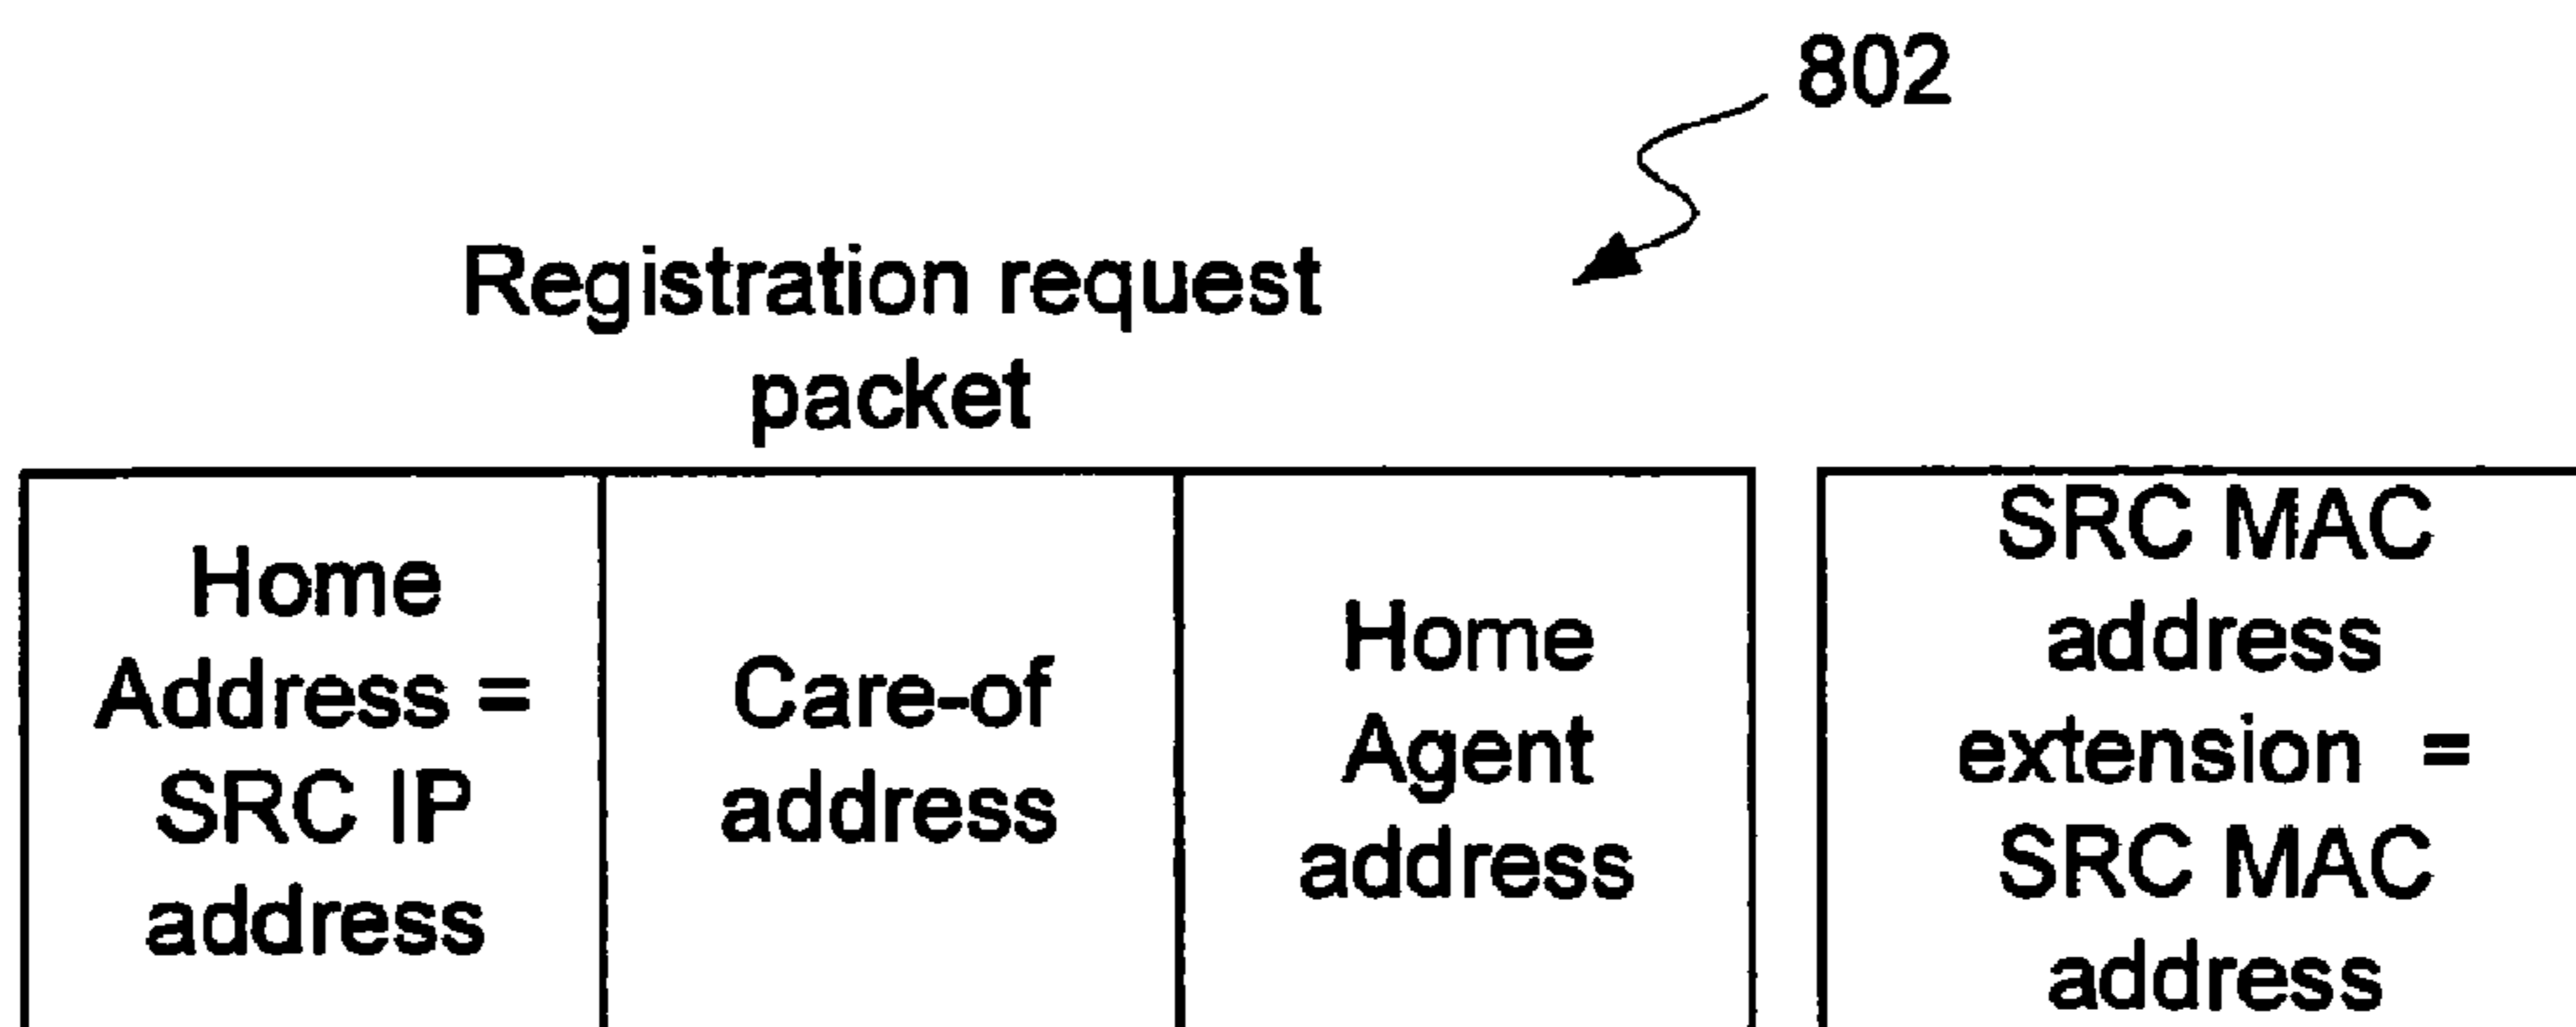 802
Registration request
packet
Home
Address =
SRC IP
address
Care-of
address
Home
Agent
address
SRC MAC
address
extension =
SRC MAC
address